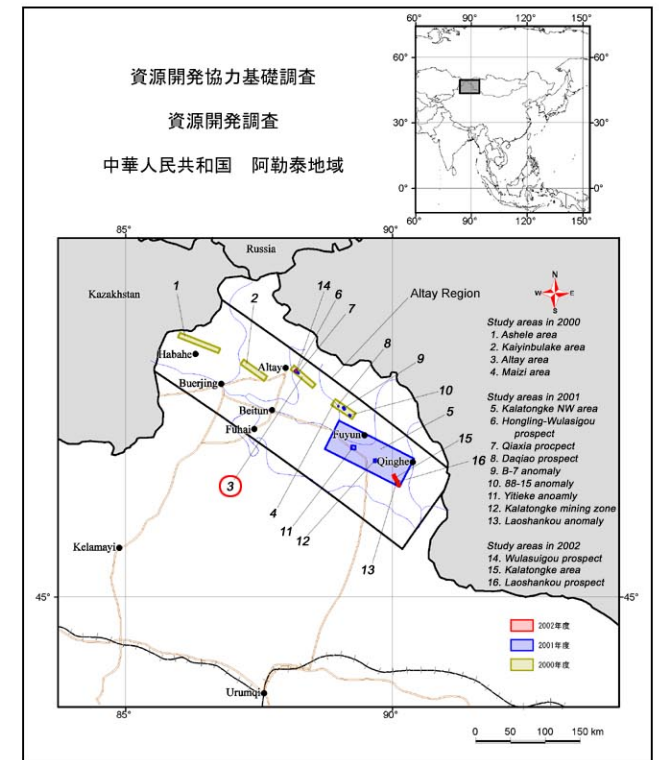 資源開発協力基礎調査
資源開発調査
中華人民共和国 阿勒泰地域
60° 90° 120° 150°
60° 60°
30° 30°
0° 0°
60° 90° 120° 150°
85° 90°
Russia
Kazakhstan
Altay Region
N
W E
S
1
2
14
6
7
8
9
10
5
15
16
3
4
11
12
13
Habahe
Buerjing
Altay
Beitun
Fuhai
Fuyun
Qinghe
Kelamayi
Urumqi
Study areas in 2000
1. Ashele area
2. Kaiyinbulake area
3. Altay area
4. Maizi area
Study areas in 2001
5. Kalatongke NW area
6. Hongling-Wulasigou
prospect
7. Qiaxia procpect
8. Daqiao prospect
9. B-7 anomaly
10. 88-15 anomaly
11. Yitieke anoamly
12. Kalatongke mining zone
13. Laoshankou anomaly
Study areas in 2002
14. Wulasuigou prospect
15. Kalatongke area
16. Laoshankou prospect
45° 45°
2002年度
2001年度
2000年度
85° 90°
0 50 100 150 km